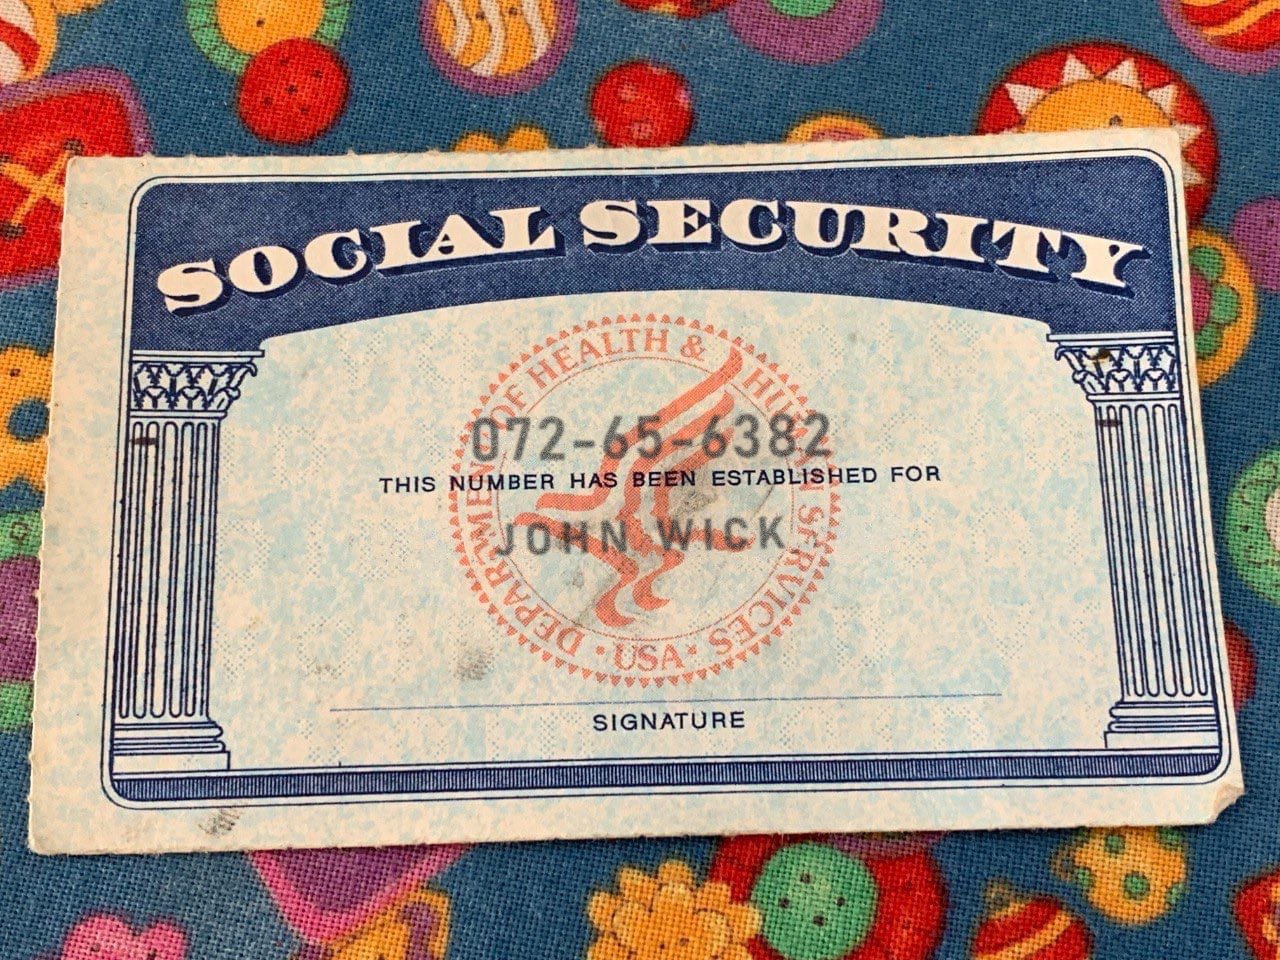 SOCIAL SECURITY
DEPARTMENT OF HEALTH & HUMAN SERVICES · USA ·
072-65-6382
THIS NUMBER HAS BEEN ESTABLISHED FOR
JOHN WICK
SIGNATURE